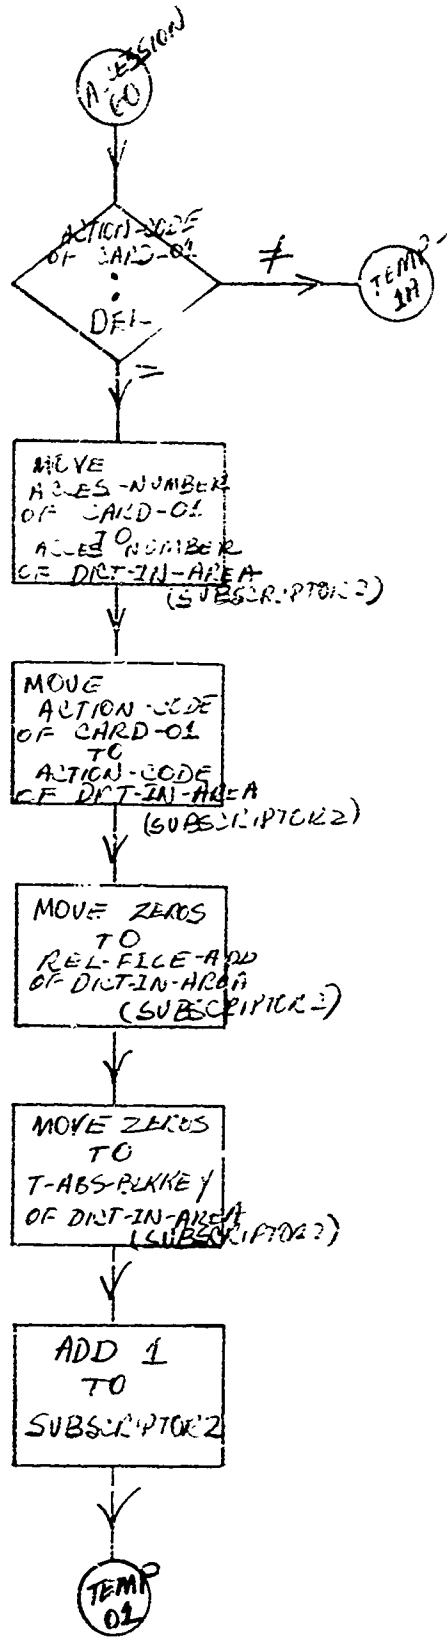 GO
ACTION-CODE
OF CARD-01
•
DEL
≠
TEMP
1A
=
MOVE
ACCES-NUMBER
OF CARD-01
TO
ACCES NUMBER
OF DICT-IN-AREA
(SUBSCRIPTOR2)
MOVE
ACTION-CODE
OF CARD-01
TO
ACTION-CODE
OF DICT-IN-AREA
(SUBSCRIPTOR2)
MOVE ZEROS
TO
REL-FILE-ADD
OF DICT-IN-AREA
(SUBSCRIPTOR2)
MOVE ZEROS
TO
T-ABS-BLKKEY
OF DICT-IN-AREA
(SUBSCRIPTOR2)
ADD 1
TO
SUBSCRIPTOR2
TEMP
01